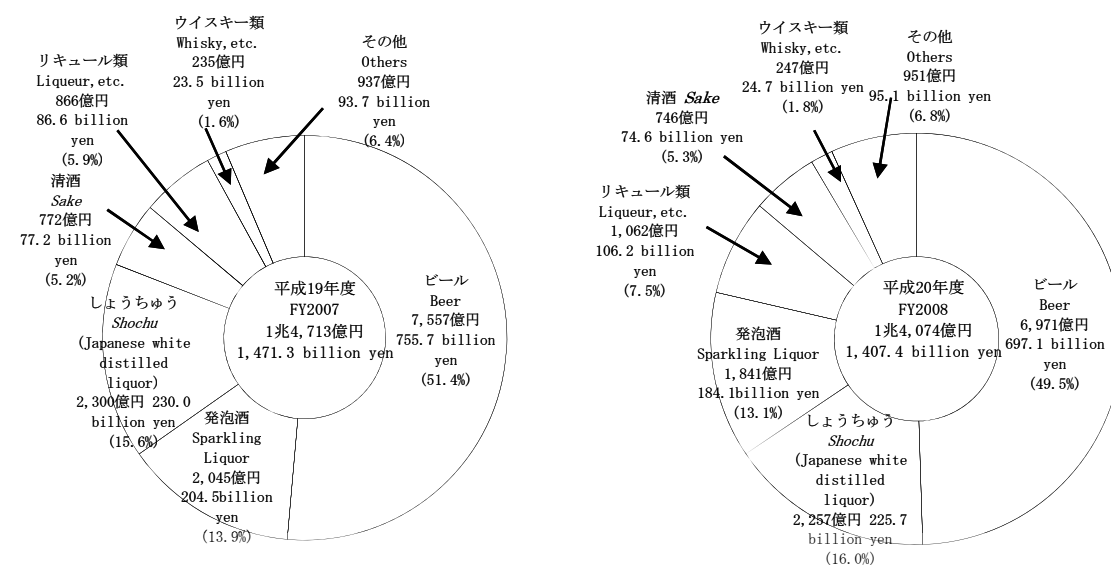 ウイスキー類
Whisky,etc.
235億円
23.5 billion
yen
(1.6%)
その他
Others
937億円
93.7 billion
yen
(6.4%)
リキュール類
Liqueur,etc.
866億円
86.6 billion
yen
(5.9%)
清酒
Sake
772億円
77.2 billion
yen
(5.2%)
しょうちゅう
Shochu
(Japanese white
distilled
liquor)
2,300億円 230.0
billion yen
(15.6%)
発泡酒
Sparkling
Liquor
2,045億円
204.5billion
yen
(13.9%)
平成19年度
FY2007
1兆4,713億円
1,471.3 billion yen
ビール
Beer
7,557億円
755.7 billion
yen
(51.4%)
ウイスキー類
Whisky,etc.
247億円
24.7 billion yen
(1.8%)
その他
Others
951億円
95.1 billion yen
(6.8%)
清酒 Sake
746億円
74.6 billion yen
(5.3%)
リキュール類
Liqueur,etc.
1,062億円
106.2 billion
yen
(7.5%)
発泡酒
Sparkling Liquor
1,841億円
184.1billion yen
(13.1%)
しょうちゅう
Shochu
(Japanese white
distilled
liquor)
2,257億円 225.7
billion yen
(16.0%)
平成20年度
FY2008
1兆4,074億円
1,407.4 billion yen
ビール
Beer
6,971億円
697.1 billion
yen
(49.5%)